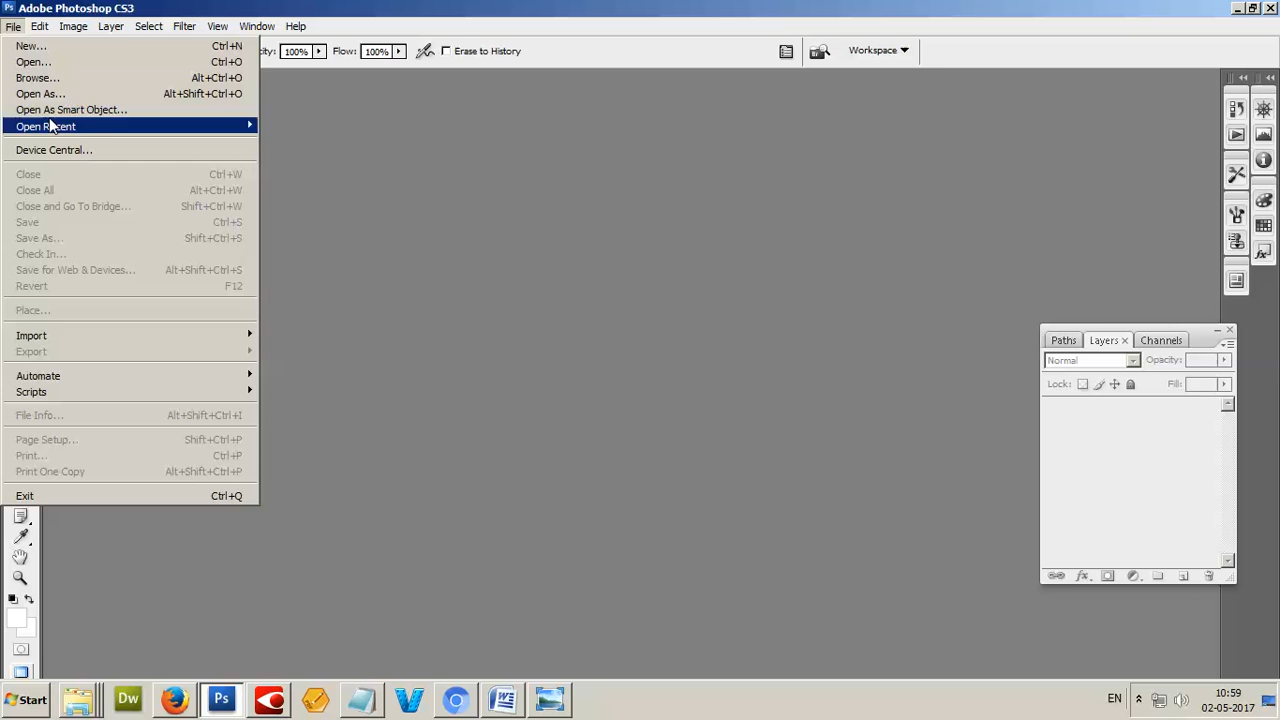 Ps Adobe Photoshop CS3
File Edit Image Layer Select Filter View Window Help
100% Flow: 100% Erase to History Workspace
New... Ctrl+N
Open... Ctrl+O
Browse... Alt+Ctrl+O
Open As... Alt+Shift+Ctrl+O
Open As Smart Object...
Open Recent
Device Central...
Close Ctrl+W
Close All Alt+Ctrl+W
Close and Go To Bridge... Shift+Ctrl+W
Save Ctrl+S
Save As... Shift+Ctrl+S
Check In...
Save for Web & Devices... Alt+Shift+Ctrl+S
Revert F12
Place...
Import
Export
Automate
Scripts
File Info... Alt+Shift+Ctrl+I
Page Setup... Shift+Ctrl+P
Print... Ctrl+P
Print One Copy Alt+Shift+Ctrl+P
Exit Ctrl+Q
Paths Layers x Channels
Normal Opacity:
Lock: Fill:
fx
Start Dw Ps EN 10:59
02-05-2017